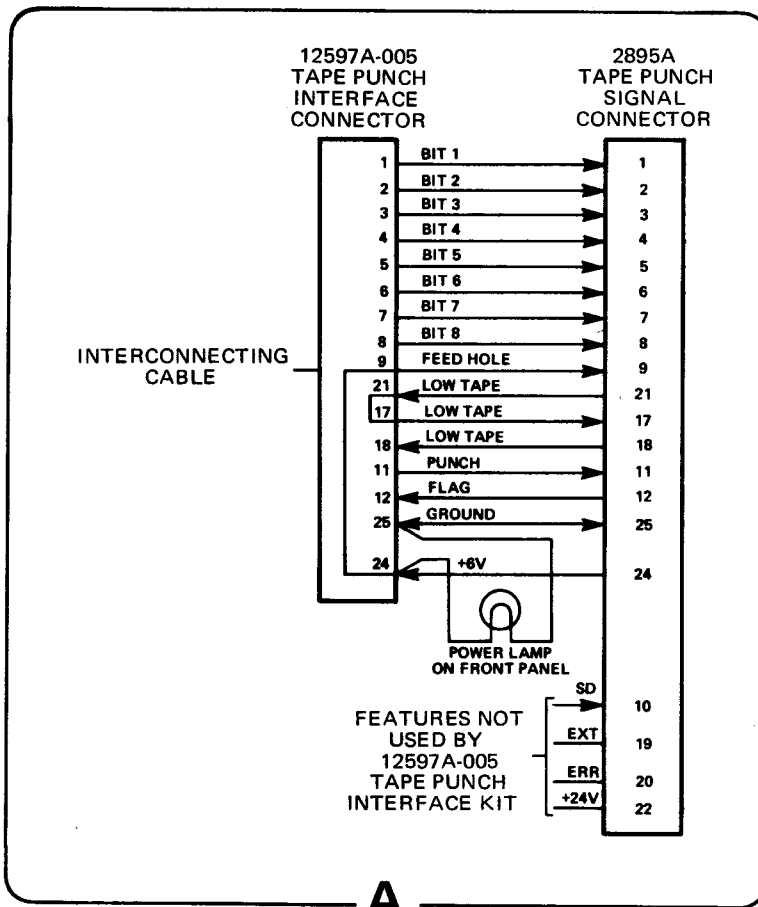 12597A-005
TAPE PUNCH
INTERFACE
CONNECTOR
2895A
TAPE PUNCH
SIGNAL
CONNECTOR
1 BIT 1 1
2 BIT 2 2
3 BIT 3 3
4 BIT 4 4
5 BIT 5 5
6 BIT 6 6
7 BIT 7 7
8 BIT 8 8
9 FEED HOLE 9
21 LOW TAPE 21
17 LOW TAPE 17
18 LOW TAPE 18
11 PUNCH 11
12 FLAG 12
25 GROUND 25
24 +6V 24
INTERCONNECTING
CABLE
POWER LAMP
ON FRONT PANEL
SD 10
EXT 19
ERR 20
+24V 22
FEATURES NOT
USED BY
12597A-005
TAPE PUNCH
INTERFACE KIT
A